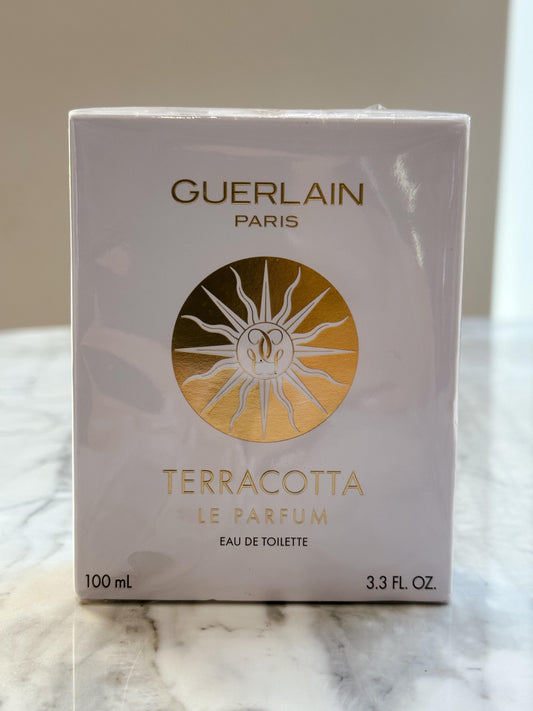 GUERLAIN
PARIS
TERRACOTTA
LE PARFUM
EAU DE TOILETTE
100 mL 3.3 FL. OZ.